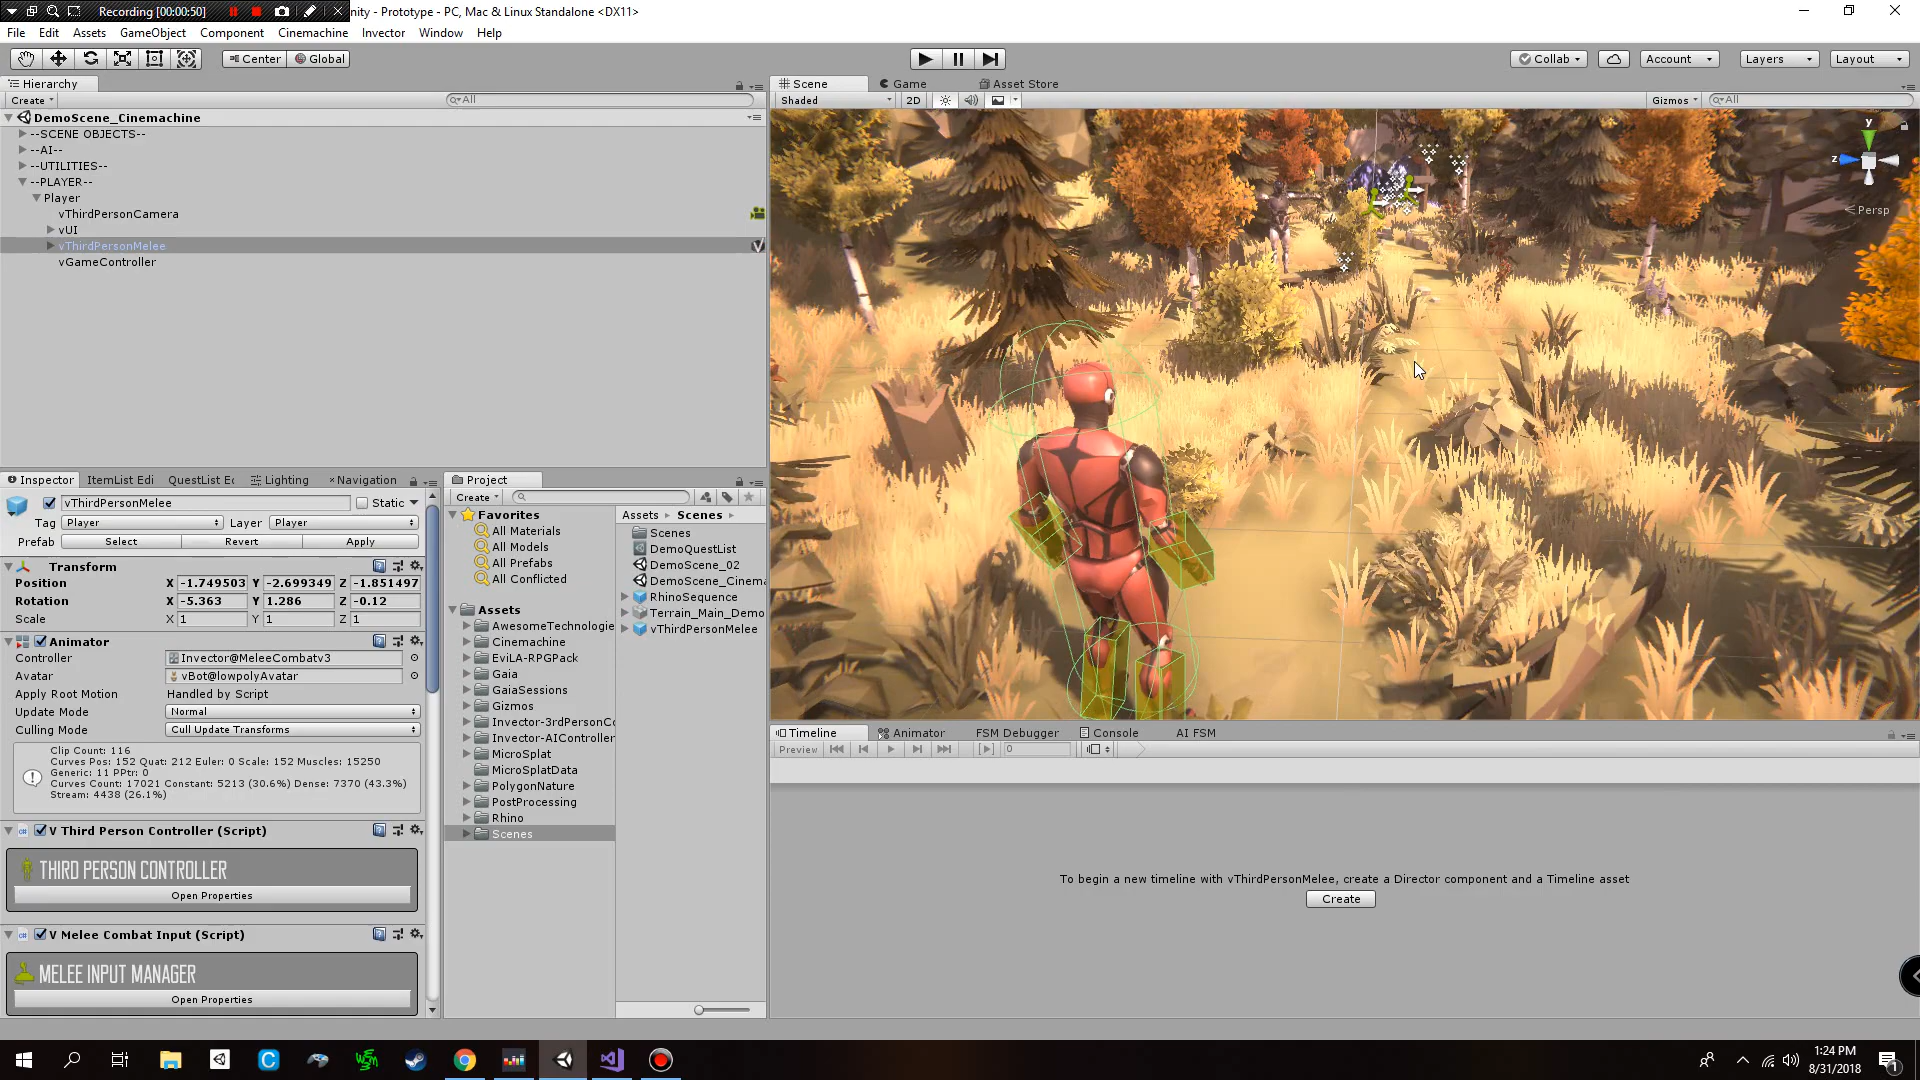 Recording [00:00:50]
nity - Prototype - PC, Mac & Linux Standalone <DX11>
File Edit Assets GameObject Component Cinemachine Invector Window Help
Center Global
Collab Account Layers Layout
Hierarchy
Create All
DemoScene_Cinemachine
--SCENE OBJECTS--
--AI--
--UTILITIES--
--PLAYER--
Player
vThirdPersonCamera
vUI
vThirdPersonMelee
vGameController
Scene Game Asset Store
Shaded 2D Gizmos All
y
z
Persp
Inspector ItemList Edi QuestList Ec Lighting Navigation
vThirdPersonMelee Static
Tag Player Layer Player
Prefab Select Revert Apply
Transform
Position X -1.749503 Y -2.699349 Z -1.851497
Rotation X -5.363 Y 1.286 Z -0.12
Scale X 1 Y 1 Z 1
Animator
Controller Invector@MeleeCombatv3
Avatar vBot@lowpolyAvatar
Apply Root Motion Handled by Script
Update Mode Normal
Culling Mode Cull Update Transforms
Clip Count: 116
Curves Pos: 152 Quat: 212 Euler: 0 Scale: 152 Muscles: 15250
Generic: 11 PPtr: 0
Curves Count: 17021 Constant: 5213 (30.6%) Dense: 7370 (43.3%)
Stream: 4438 (26.1%)
V Third Person Controller (Script)
THIRD PERSON CONTROLLER
Open Properties
V Melee Combat Input (Script)
MELEE INPUT MANAGER
Open Properties
Project
Create
Favorites
All Materials
All Models
All Prefabs
All Conflicted
Assets
AwesomeTechnologie
Cinemachine
EviLA-RPGPack
Gaia
GaiaSessions
Gizmos
Invector-3rdPersonCo
Invector-AIController
MicroSplat
MicroSplatData
PolygonNature
PostProcessing
Rhino
Scenes
Assets Scenes
Scenes
DemoQuestList
DemoScene_02
DemoScene_Cinema
RhinoSequence
Terrain_Main_Demo
vThirdPersonMelee
Timeline Animator FSM Debugger Console AI FSM
Preview 0
To begin a new timeline with vThirdPersonMelee, create a Director component and a Timeline asset
Create
1:24 PM
8/31/2018
1